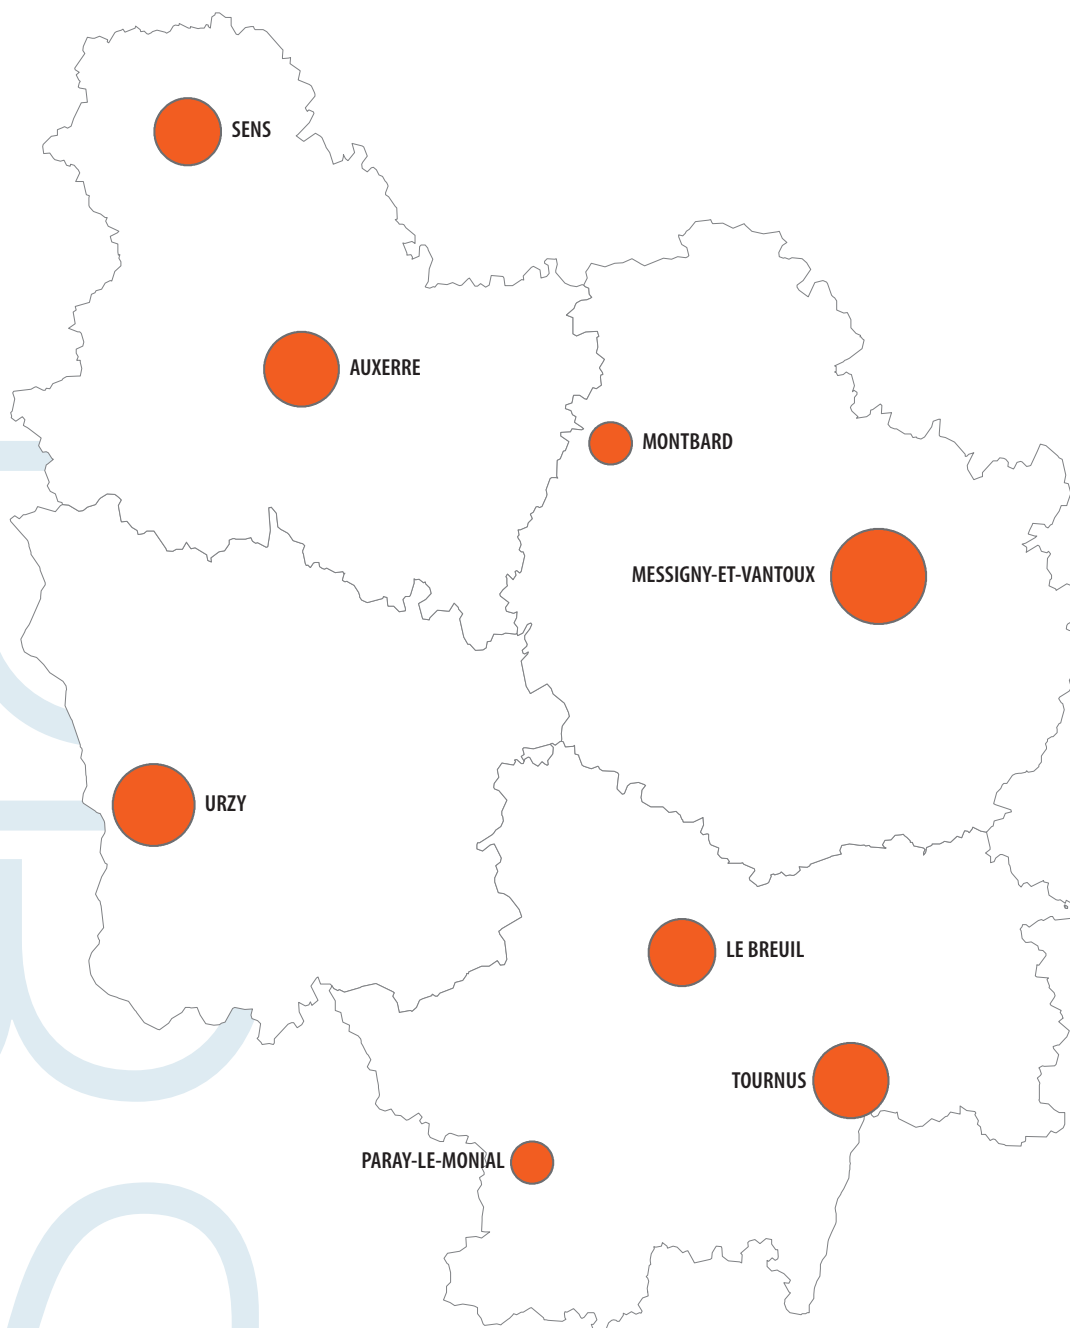 SENS
AUXERRE
MONTBARD
MESSIGNY-ET-VANTOUX
URZY
LE BREUIL
TOURNUS
PARAY-LE-MONIAL